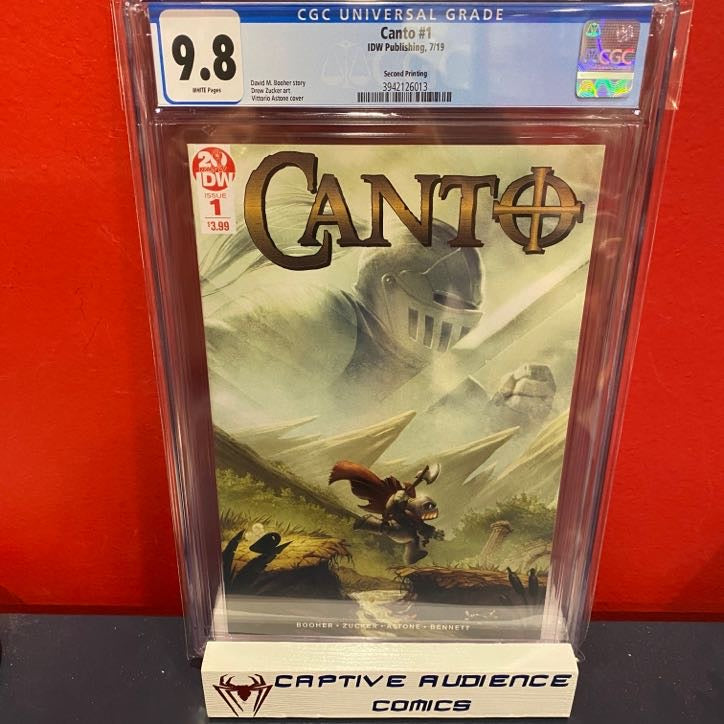 CGC UNIVERSAL GRADE
9.8
WHITE Pages
Canto #1
IDW Publishing, 7/19
Second Printing
David M. Booher story
Drew Zucker art
Vittorio Astone cover
3942126013
CGC
20
IDW
ISSUE
1
$3.99
CANTO
BOOHER • ZUCKER • ASTONE • BENNETT
CAPTIVE AUDIENCE
COMICS